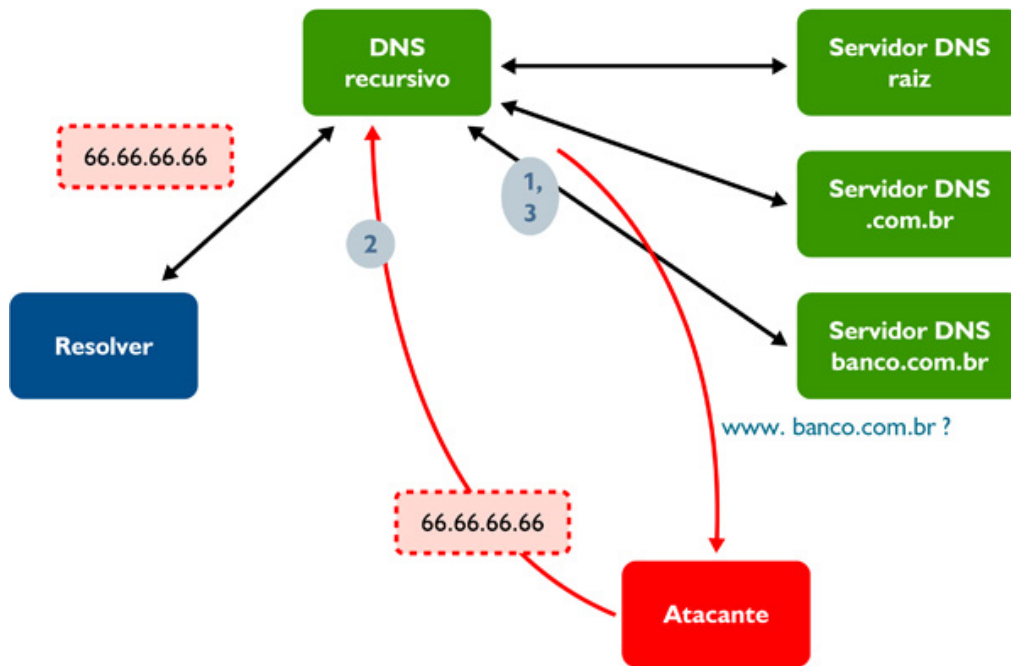 DNS
recursivo
Servidor DNS
raiz
66.66.66.66
1,
3
Servidor DNS
.com.br
2
Resolver
Servidor DNS
banco.com.br
www. banco.com.br ?
66.66.66.66
Atacante